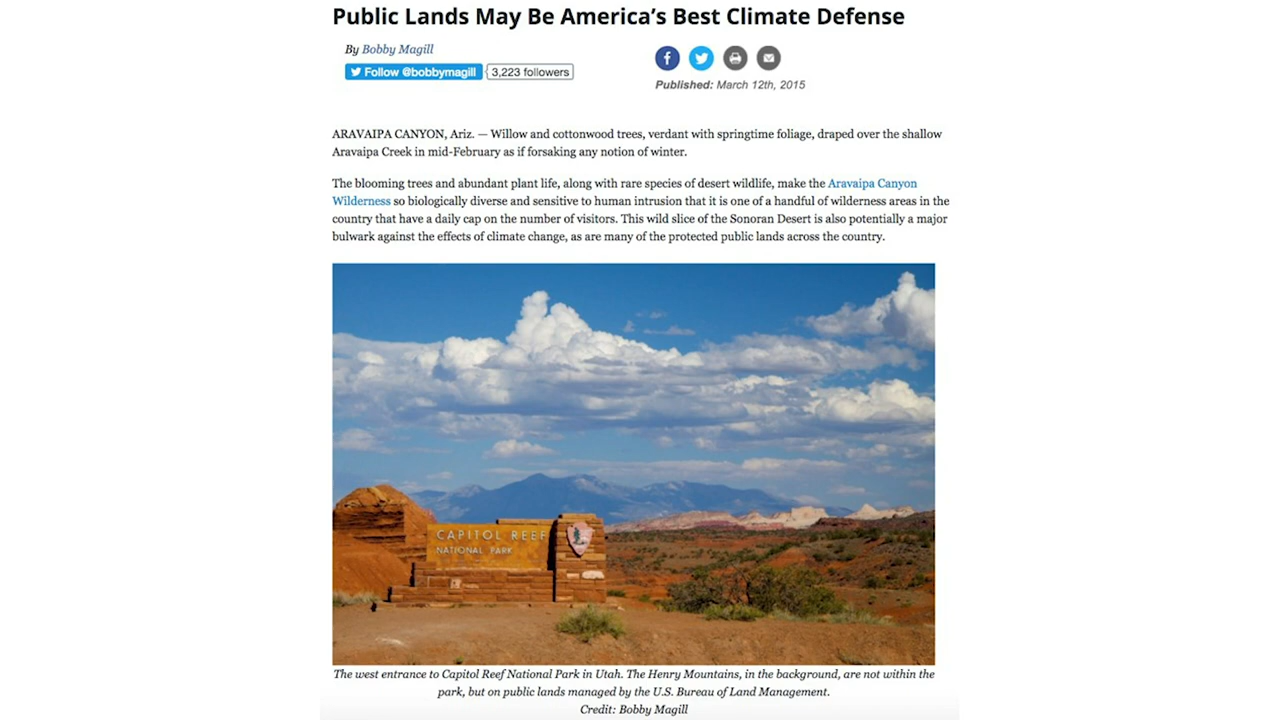 Public Lands May Be America's Best Climate Defense
By Bobby Magill
Follow @bobbymagill 3,223 followers
Published: March 12th, 2015
ARAVAIPA CANYON, Ariz. — Willow and cottonwood trees, verdant with springtime foliage, draped over the shallow
Aravaipa Creek in mid-February as if forsaking any notion of winter.
The blooming trees and abundant plant life, along with rare species of desert wildlife, make the Aravaipa Canyon
Wilderness so biologically diverse and sensitive to human intrusion that it is one of a handful of wilderness areas in the
country that have a daily cap on the number of visitors. This wild slice of the Sonoran Desert is also potentially a major
bulwark against the effects of climate change, as are many of the protected public lands across the country.
CAPITOL REEF
NATIONAL PARK
The west entrance to Capitol Reef National Park in Utah. The Henry Mountains, in the background, are not within the
park, but on public lands managed by the U.S. Bureau of Land Management.
Credit: Bobby Magill